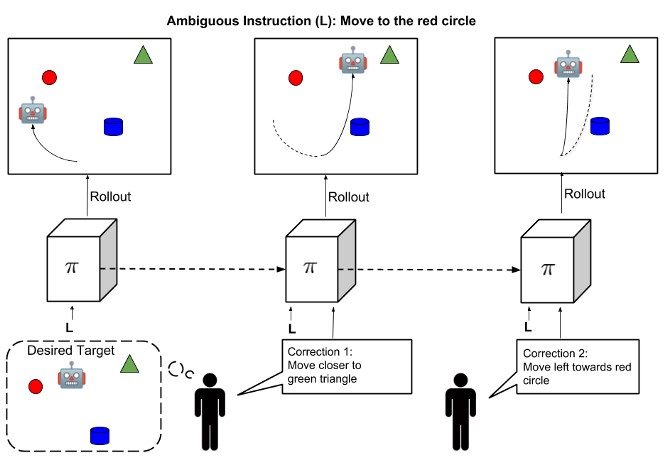 Ambiguous Instruction (L): Move to the red circle
Rollout
Rollout
Rollout
π
π
π
L
L
L
Desired Target
Correction 1:
Move closer to
green triangle
Correction 2:
Move left towards red
circle